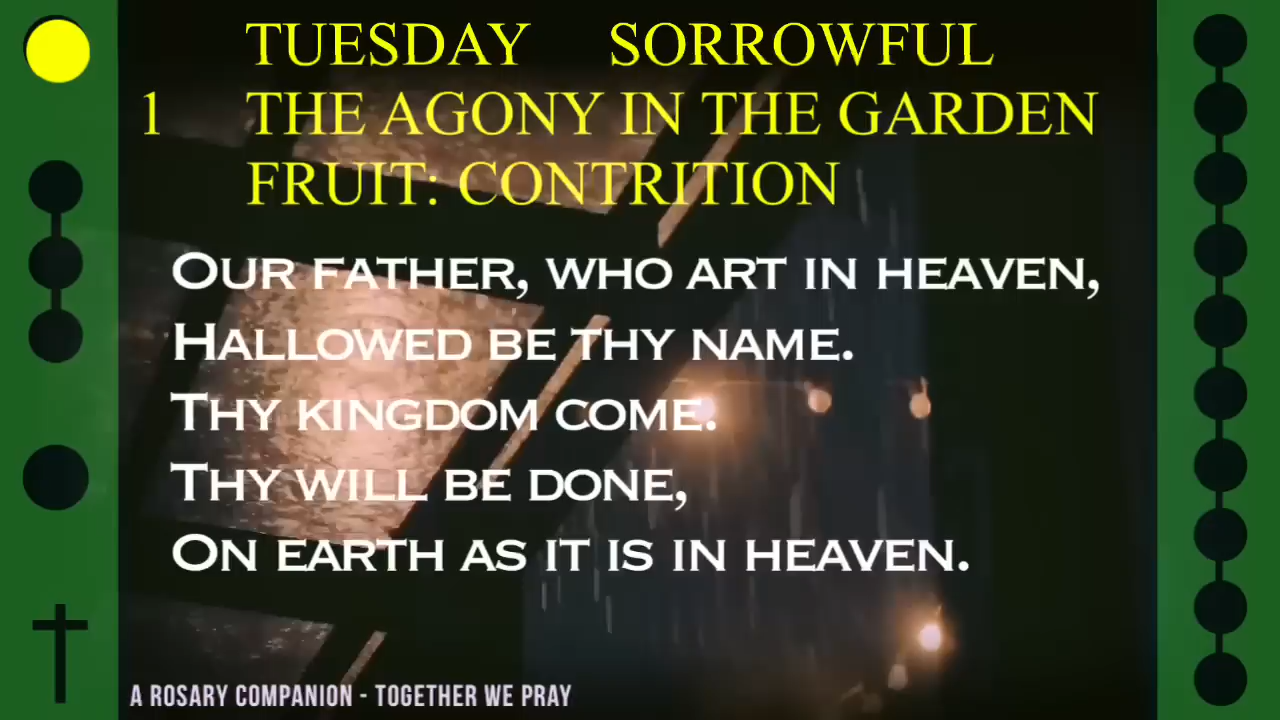 TUESDAY SORROWFUL
1 THE AGONY IN THE GARDEN
FRUIT: CONTRITION
OUR FATHER, WHO ART IN HEAVEN,
HALLOWED BE THY NAME.
THY KINGDOM COME.
THY WILL BE DONE,
ON EARTH AS IT IS IN HEAVEN.
A ROSARY COMPANION - TOGETHER WE PRAY